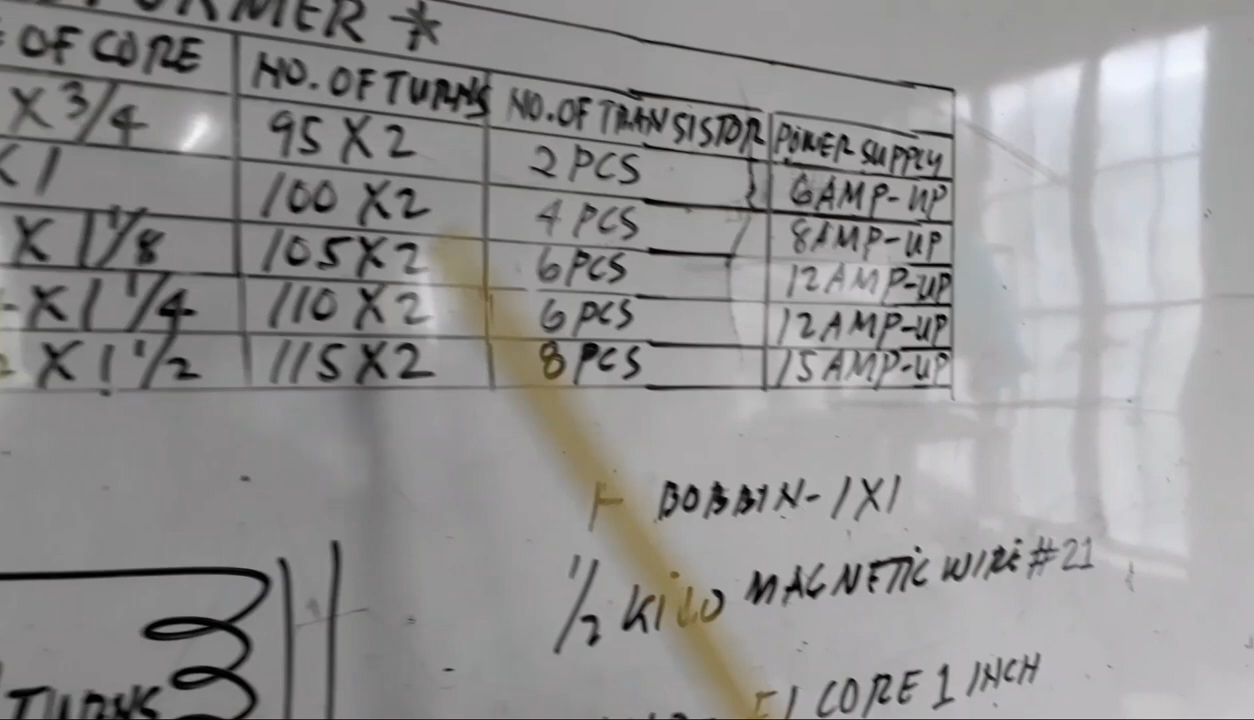 OF CORE NO. OF TURNS NO. OF TRANSISTOR POWER SUPPLY
X 3/4 95 X 2 2 PCS 6 AMP-UP
X 1 100 X 2 4 PCS 8 AMP-UP
X 1 1/8 105 X 2 6 PCS 12 AMP-UP
X 1 1/4 110 X 2 6 PCS 12 AMP-UP
X 1 1/2 115 X 2 8 PCS 15 AMP-UP
BOBBIN - 1X1
1/2 KILO MAGNETIC WIRE #21
EI CORE 1 INCH
TURNS